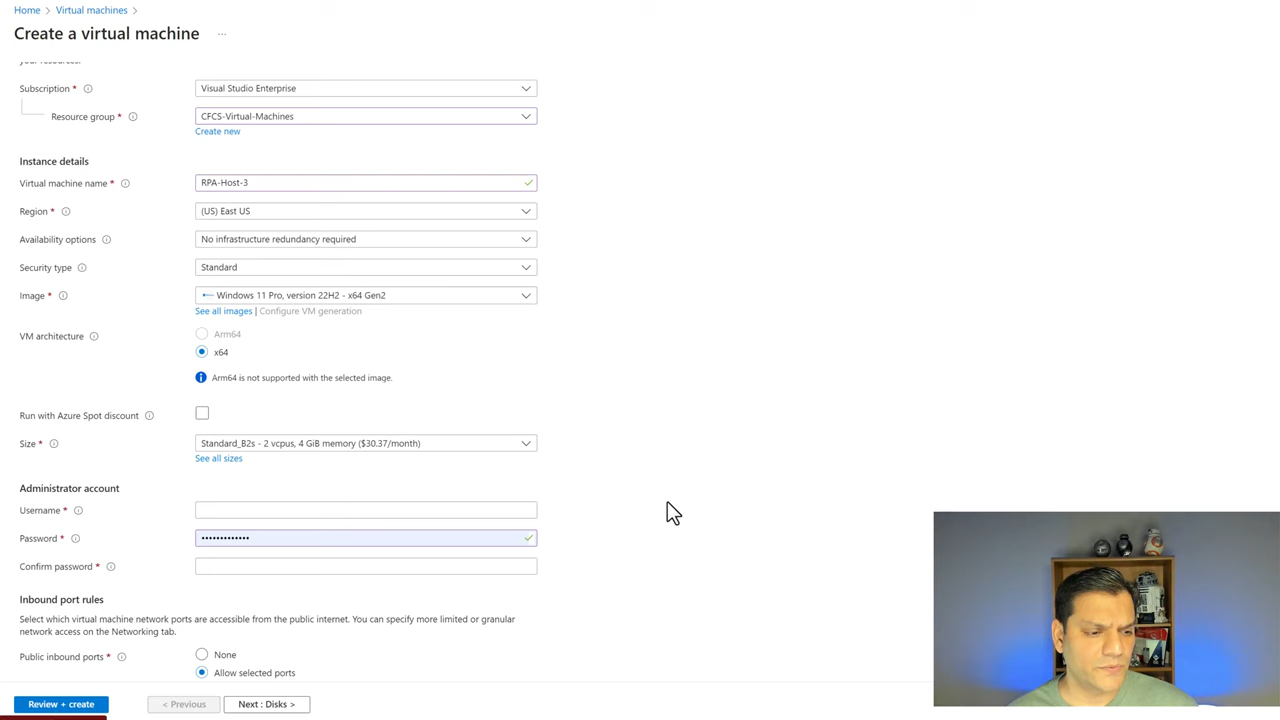 Home > Virtual machines >
Create a virtual machine ...
your resources.
Subscription * Visual Studio Enterprise
Resource group * CFCS-Virtual-Machines
Create new
Instance details
Virtual machine name * RPA-Host-3
Region * (US) East US
Availability options No infrastructure redundancy required
Security type Standard
Image * Windows 11 Pro, version 22H2 - x64 Gen2
See all images | Configure VM generation
VM architecture
Arm64
x64
Arm64 is not supported with the selected image.
Run with Azure Spot discount
Size * Standard_B2s - 2 vcpus, 4 GiB memory ($30.37/month)
See all sizes
Administrator account
Username *
Password * •••••••••••••
Confirm password *
Inbound port rules
Select which virtual machine network ports are accessible from the public internet. You can specify more limited or granular
network access on the Networking tab.
Public inbound ports *
None
Allow selected ports
Review + create < Previous Next : Disks >